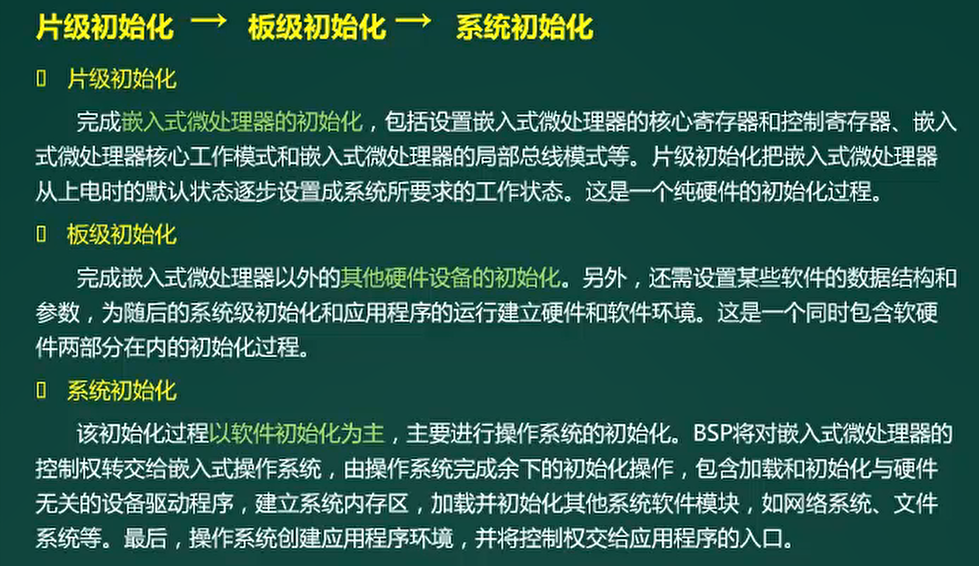 片级初始化 → 板级初始化 → 系统初始化
▯ 片级初始化
完成嵌入式微处理器的初始化，包括设置嵌入式微处理器的核心寄存器和控制寄存器、嵌入
式微处理器核心工作模式和嵌入式微处理器的局部总线模式等。片级初始化把嵌入式微处理器
从上电时的默认状态逐步设置成系统所要求的工作状态。这是一个纯硬件的初始化过程。
▯ 板级初始化
完成嵌入式微处理器以外的其他硬件设备的初始化。另外，还需设置某些软件的数据结构和
参数，为随后的系统级初始化和应用程序的运行建立硬件和软件环境。这是一个同时包含软硬
件两部分在内的初始化过程。
▯ 系统初始化
该初始化过程以软件初始化为主，主要进行操作系统的初始化。BSP将对嵌入式微处理器的
控制权转交给嵌入式操作系统，由操作系统完成余下的初始化操作，包含加载和初始化与硬件
无关的设备驱动程序，建立系统内存区，加载并初始化其他系统软件模块，如网络系统、文件
系统等。最后，操作系统创建应用程序环境，并将控制权交给应用程序的入口。